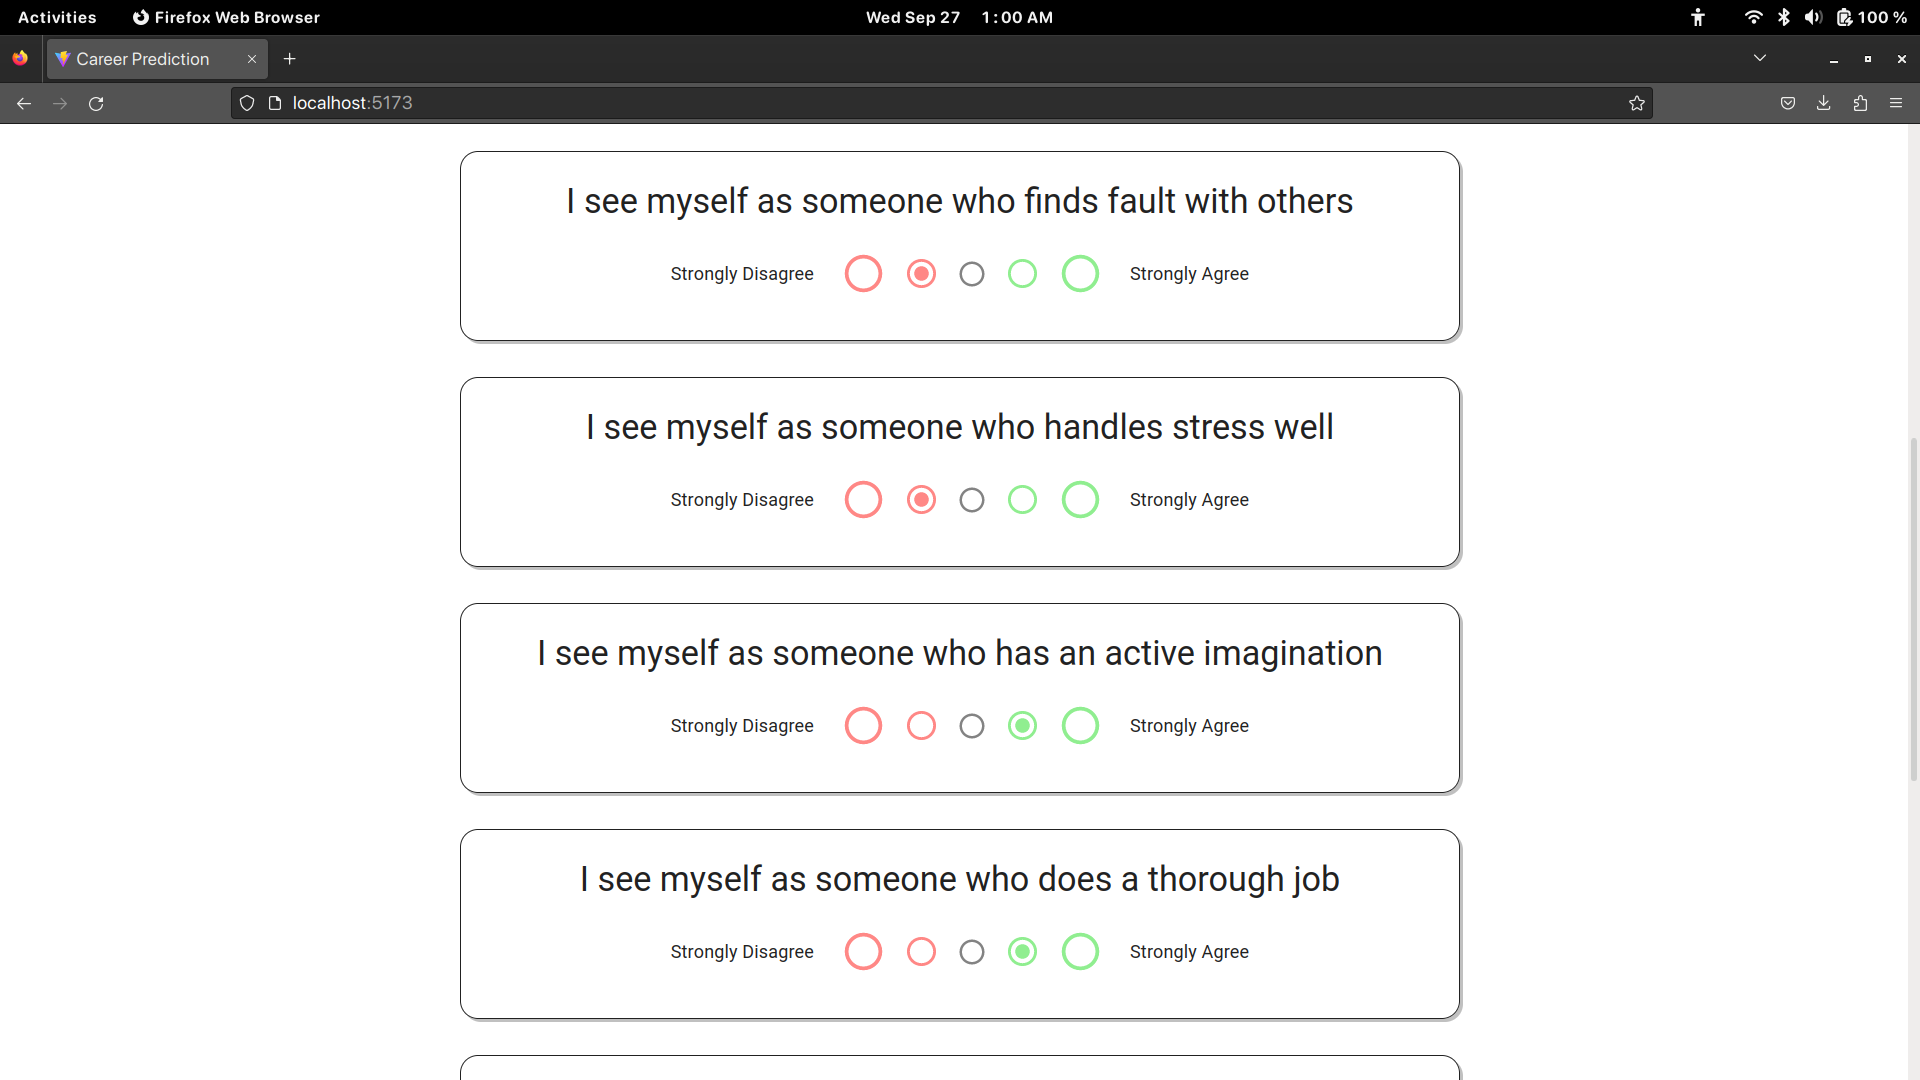 Activities Firefox Web Browser Wed Sep 27 1:00 AM 100 %
Career Prediction
localhost:5173
I see myself as someone who finds fault with others
Strongly Disagree Strongly Agree
I see myself as someone who handles stress well
Strongly Disagree Strongly Agree
I see myself as someone who has an active imagination
Strongly Disagree Strongly Agree
I see myself as someone who does a thorough job
Strongly Disagree Strongly Agree